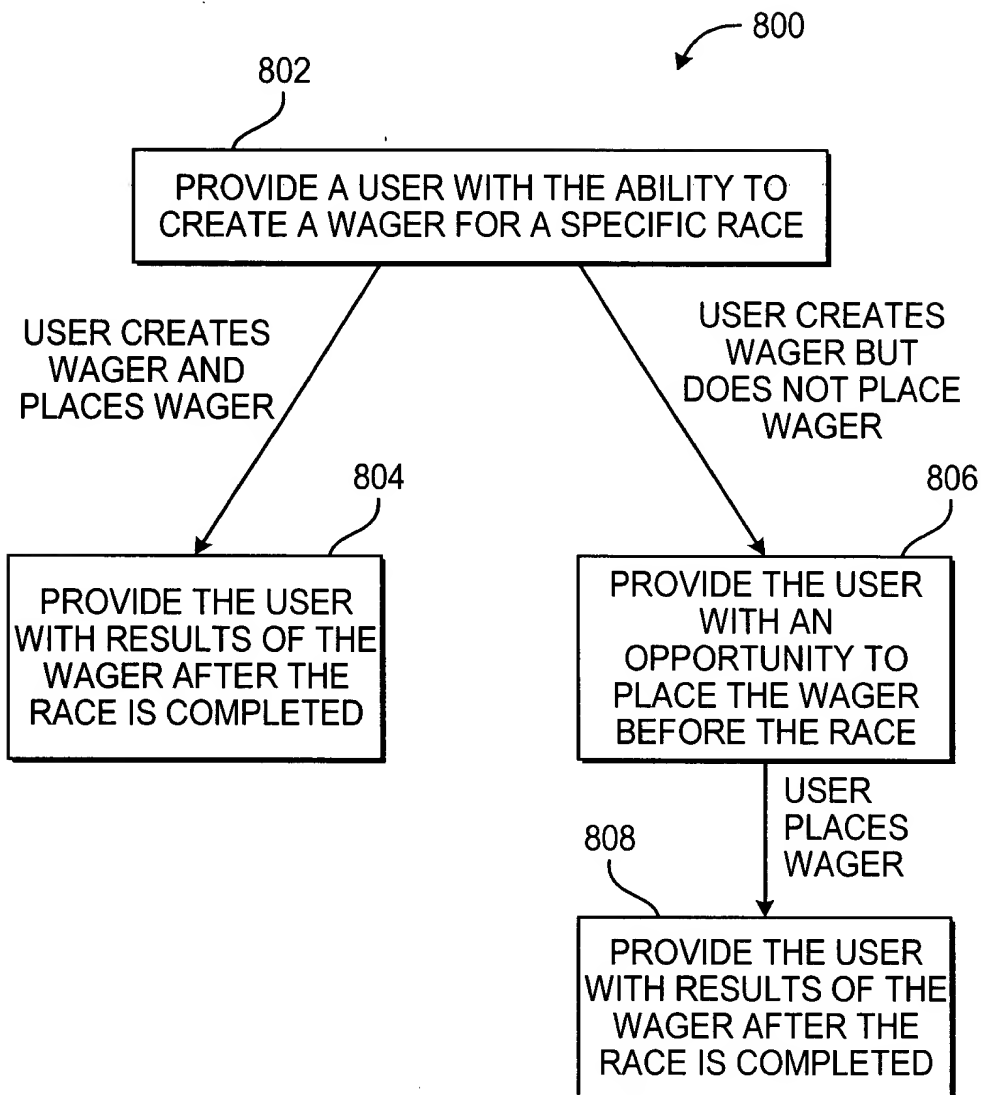 800
802
PROVIDE A USER WITH THE ABILITY TO
CREATE A WAGER FOR A SPECIFIC RACE
USER CREATES
WAGER AND
PLACES WAGER
USER CREATES
WAGER BUT
DOES NOT PLACE
WAGER
804
PROVIDE THE USER
WITH RESULTS OF THE
WAGER AFTER THE
RACE IS COMPLETED
806
PROVIDE THE USER
WITH AN
OPPORTUNITY TO
PLACE THE WAGER
BEFORE THE RACE
USER
PLACES
WAGER
808
PROVIDE THE USER
WITH RESULTS OF THE
WAGER AFTER THE
RACE IS COMPLETED